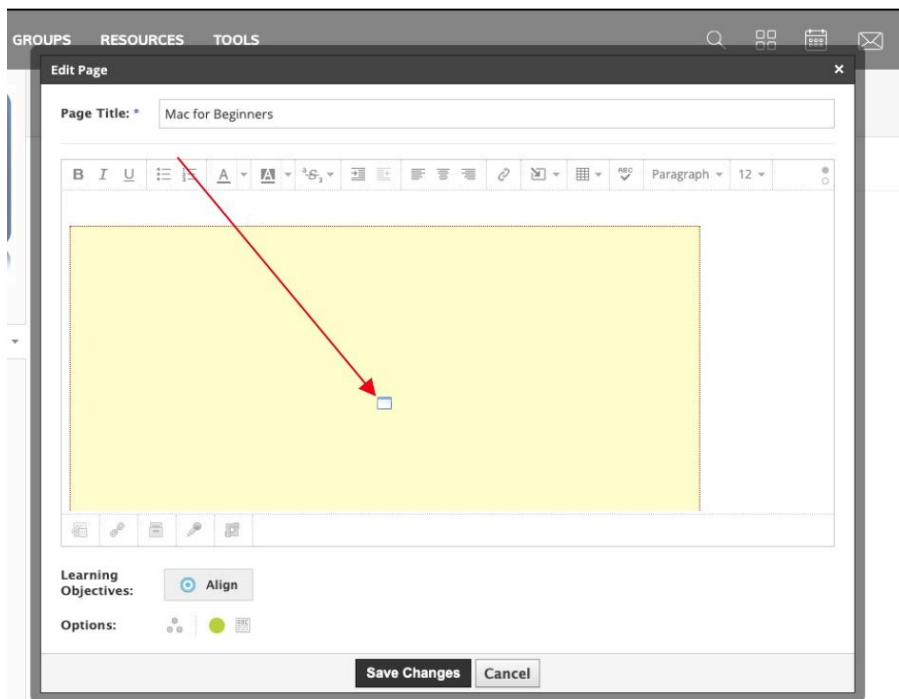 GROUPS RESOURCES TOOLS
Edit Page ×
Page Title: * Mac for Beginners
B I U A A ABC Paragraph 12
Learning
Objectives: Align
Options:
Save Changes Cancel